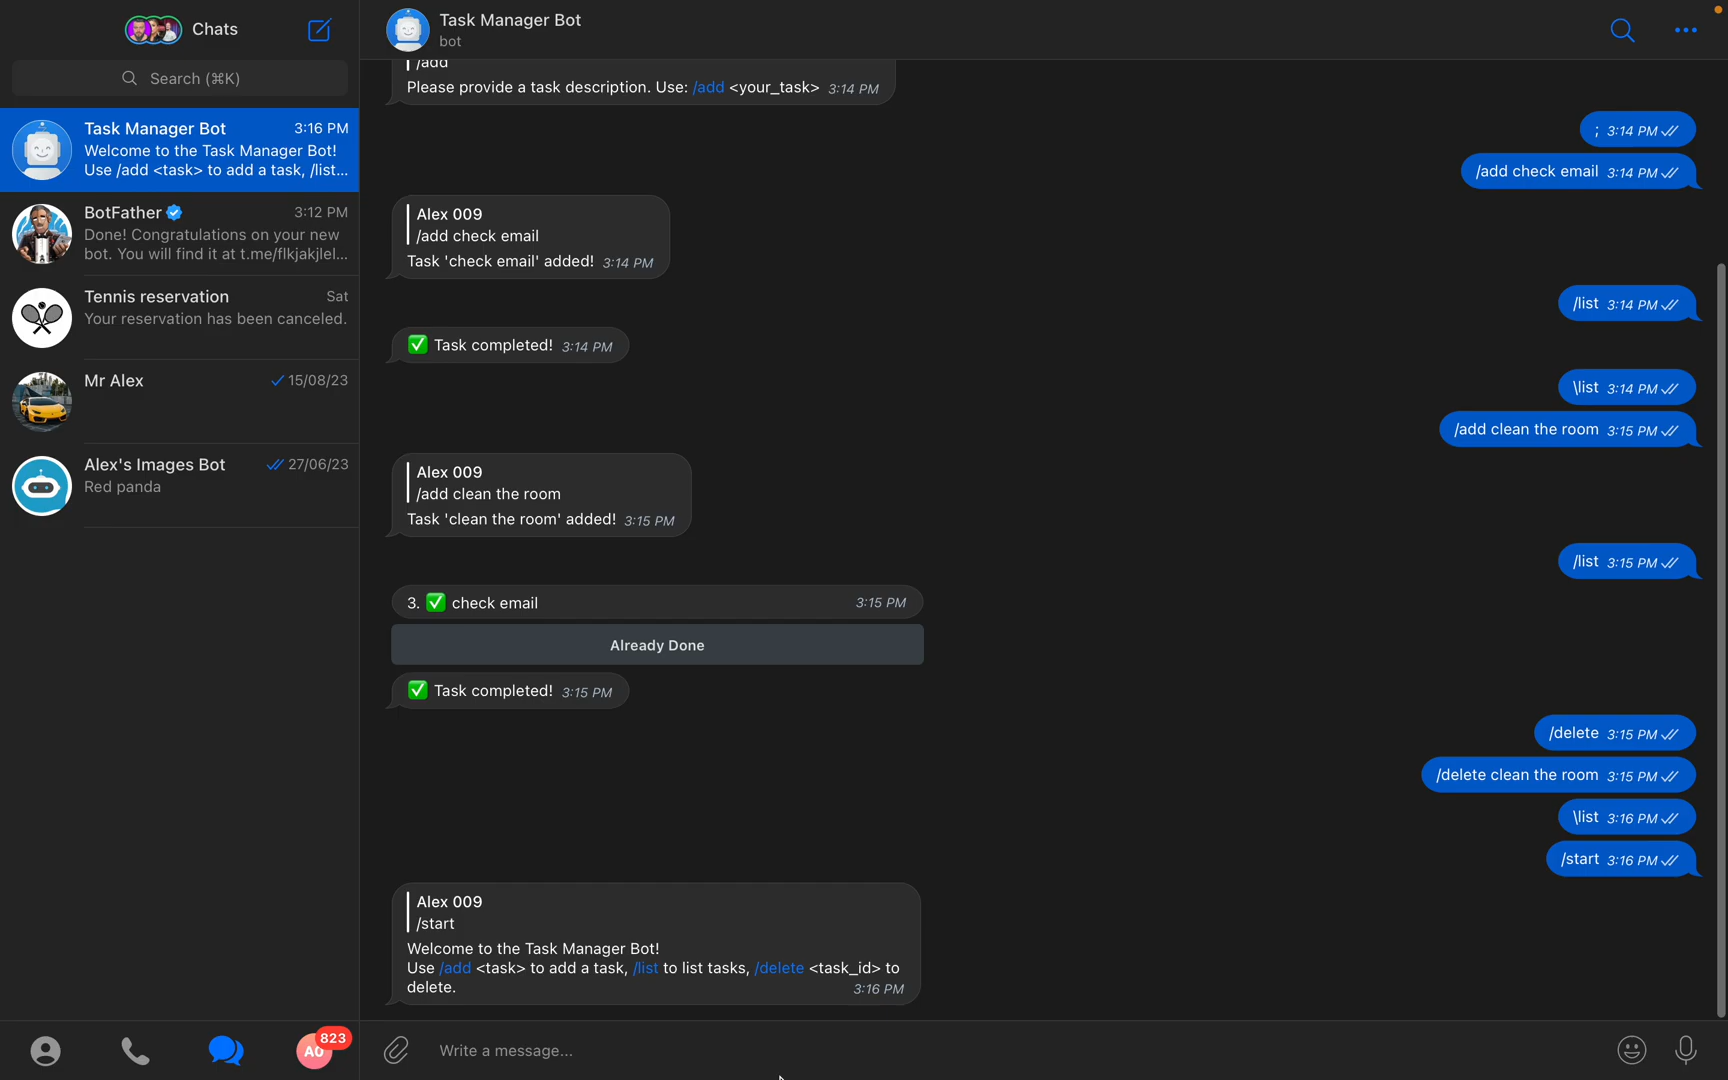 Chats
Search (⌘K)
Task Manager Bot 3:16 PM
Welcome to the Task Manager Bot!
Use /add <task> to add a task, /list...
BotFather 3:12 PM
Done! Congratulations on your new
bot. You will find it at t.me/flkjakjlel...
Tennis reservation Sat
Your reservation has been canceled.
Mr Alex 15/08/23
Alex's Images Bot 27/06/23
Red panda
823
AO
Task Manager Bot
bot
/add
Please provide a task description. Use: /add <your_task> 3:14 PM
; 3:14 PM
/add check email 3:14 PM
Alex 009
/add check email
Task 'check email' added! 3:14 PM
/list 3:14 PM
✅ Task completed! 3:14 PM
\list 3:14 PM
/add clean the room 3:15 PM
Alex 009
/add clean the room
Task 'clean the room' added! 3:15 PM
/list 3:15 PM
3. ✅ check email 3:15 PM
Already Done
✅ Task completed! 3:15 PM
/delete 3:15 PM
/delete clean the room 3:15 PM
\list 3:16 PM
/start 3:16 PM
Alex 009
/start
Welcome to the Task Manager Bot!
Use /add <task> to add a task, /list to list tasks, /delete <task_id> to
delete. 3:16 PM
Write a message...